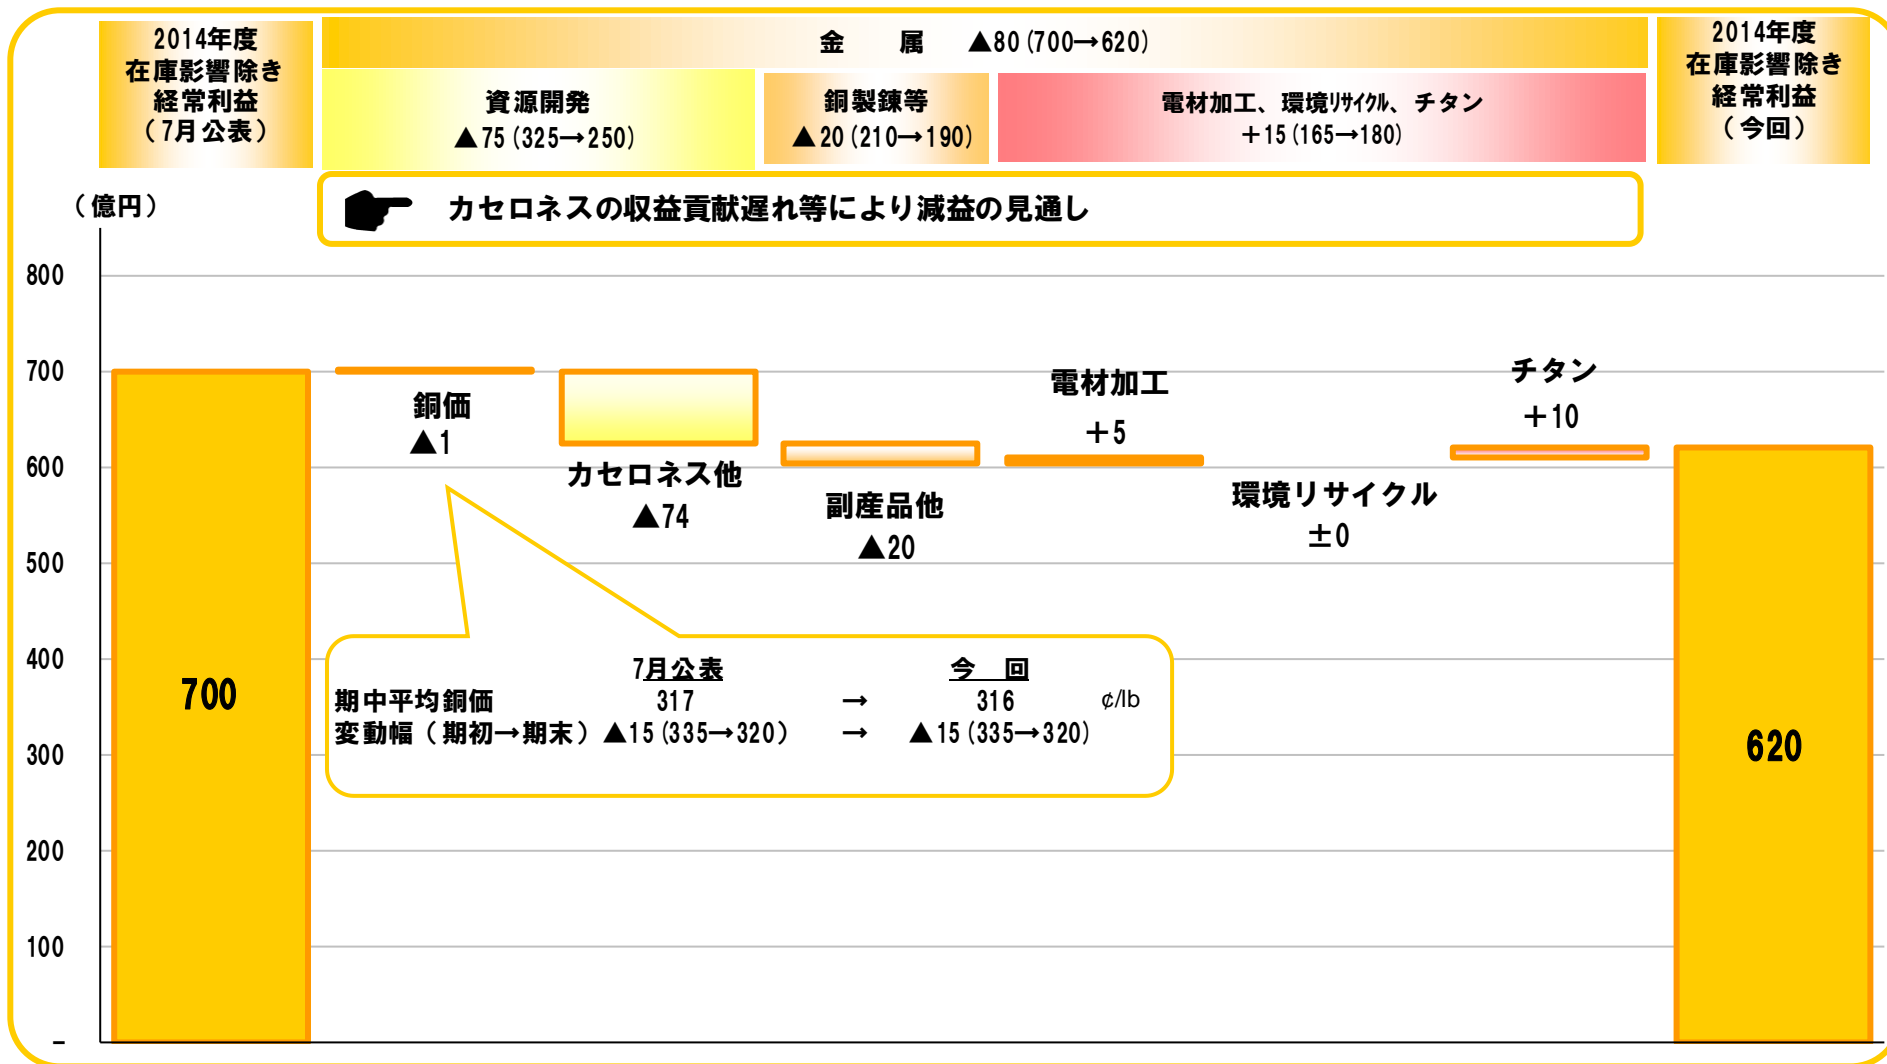 2014年度
在庫影響除き
経常利益
（7月公表）
金　属　▲80(700→620)
資源開発
▲75(325→250)
銅製錬等
▲20(210→190)
電材加工、環境ﾘｻｲｸﾙ、チタン
＋15(165→180)
2014年度
在庫影響除き
経常利益
（今回）
カセロネスの収益貢献遅れ等により減益の見通し
（億円）
800
700
600
500
400
300
200
100
-
700
銅価
▲1
カセロネス他
▲74
副産品他
▲20
電材加工
＋5
環境リサイクル
±0
チタン
＋10
620
7月公表　今　回
期中平均銅価　317　→　316　¢/lb
変動幅（期初→期末）▲15(335→320)　→　▲15(335→320)